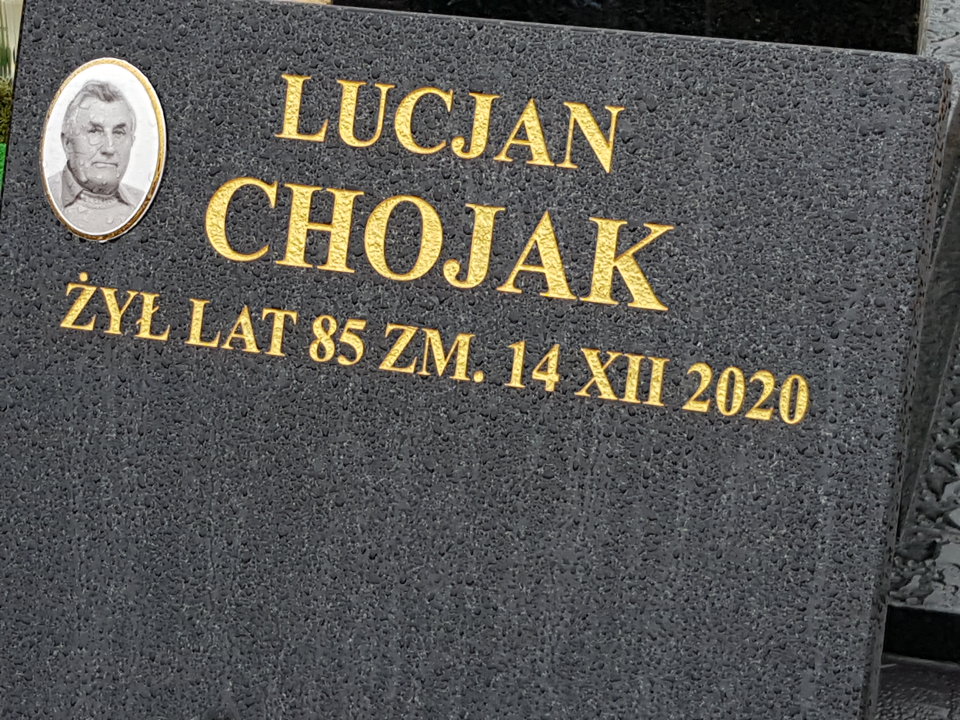 LUCJAN
CHOJAK
ŻYŁ LAT 85 ZM. 14 XII 2020